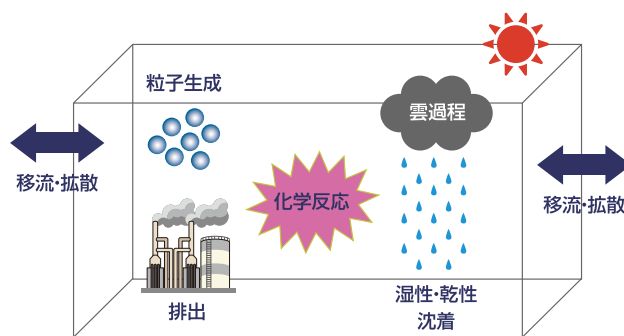 粒子生成
雲過程
移流・拡散
化学反応
移流・拡散
排出
湿性・乾性
沈着